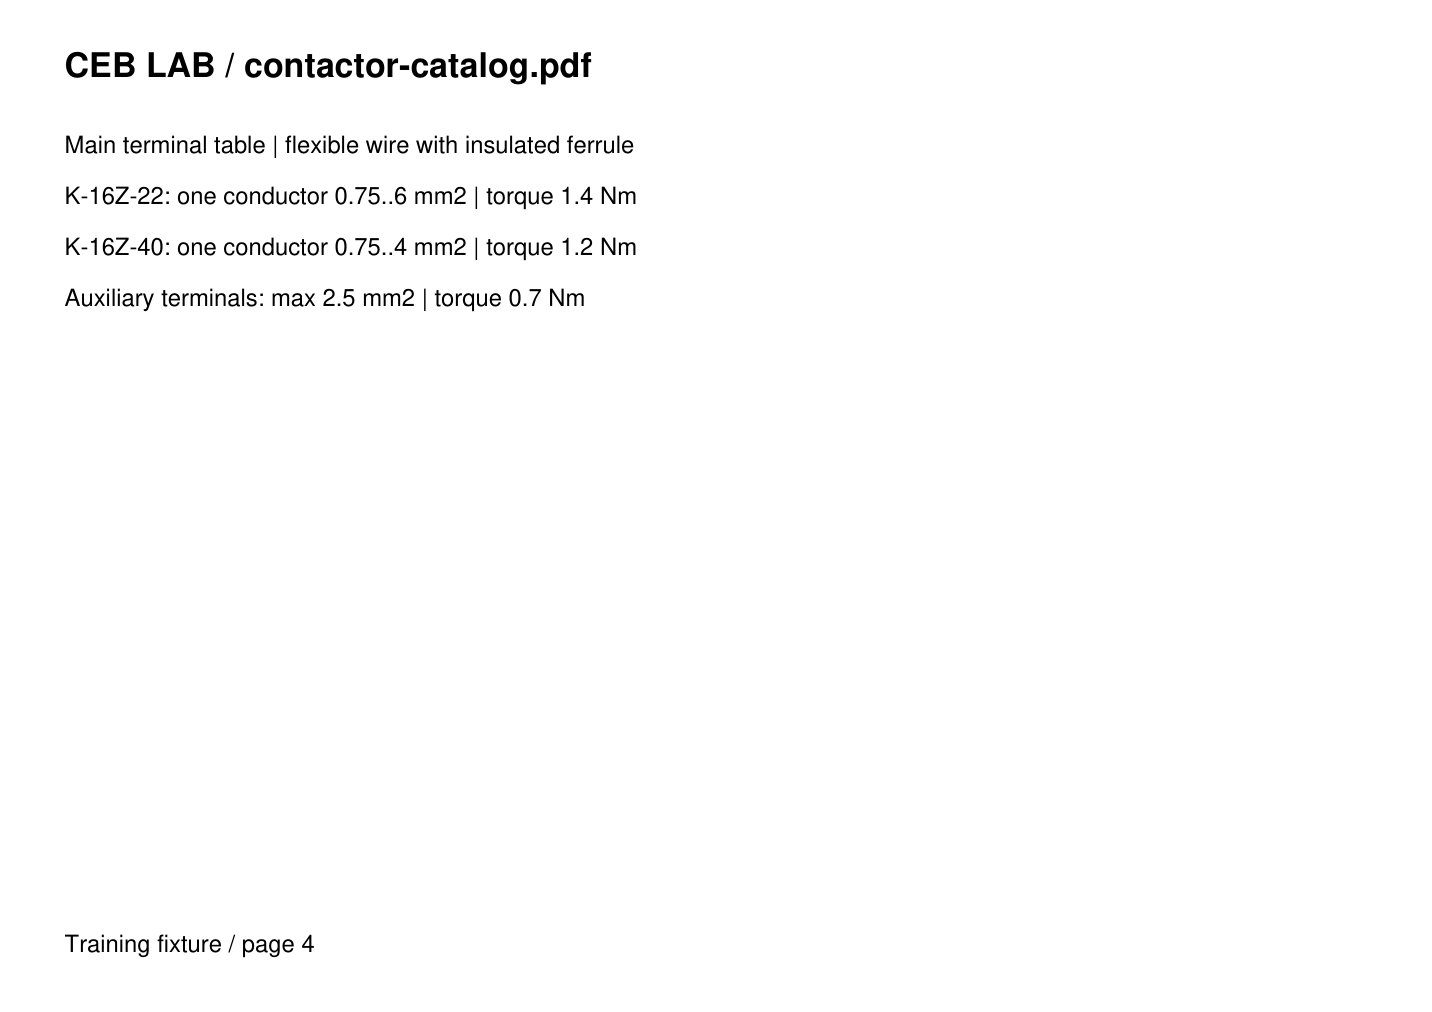 CEB LAB / contactor-catalog.pdf
Main terminal table | flexible wire with insulated ferrule
K-16Z-22: one conductor 0.75..6 mm2 | torque 1.4 Nm
K-16Z-40: one conductor 0.75..4 mm2 | torque 1.2 Nm
Auxiliary terminals: max 2.5 mm2 | torque 0.7 Nm
Training fixture / page 4